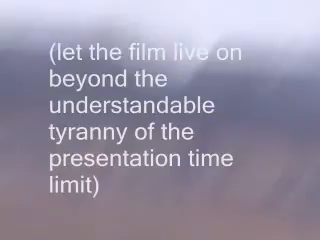 (let the film live on
beyond the
understandable
tyranny of the
presentation time
limit)